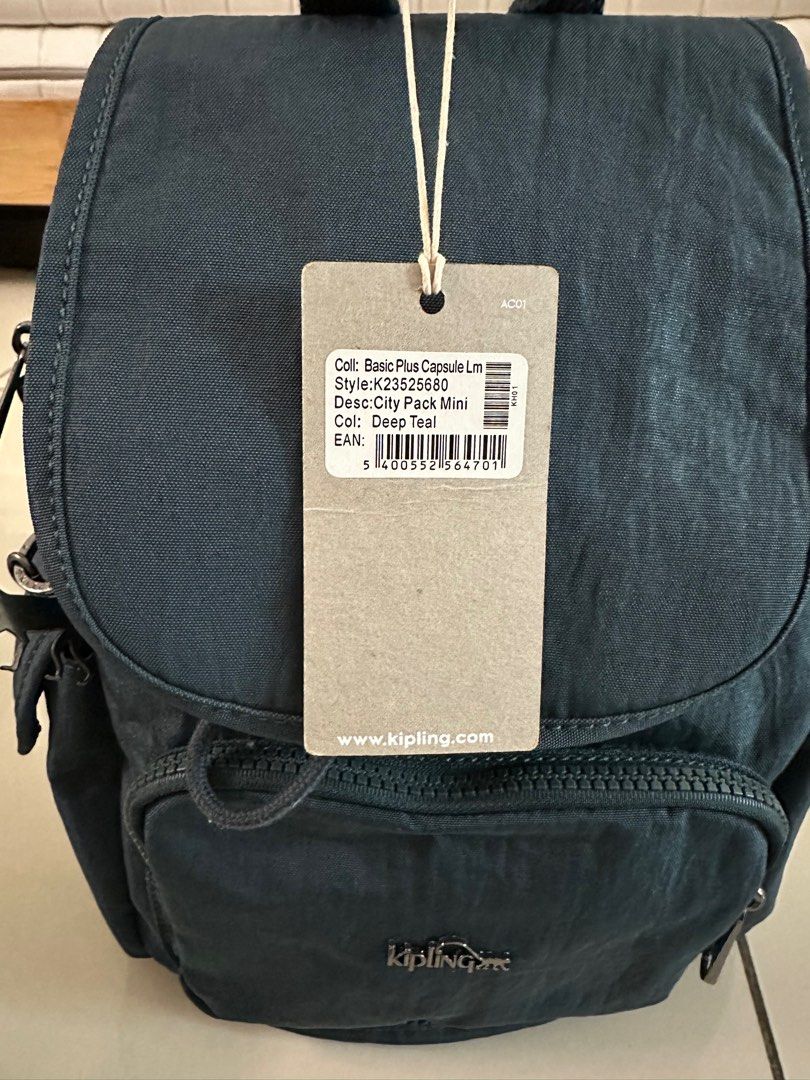 AC01
Coll: Basic Plus Capsule Lm
Style:K23525680
Desc:City Pack Mini
Col: Deep Teal
EAN:
5 400552 564701
KH01
www.kipling.com
kipling